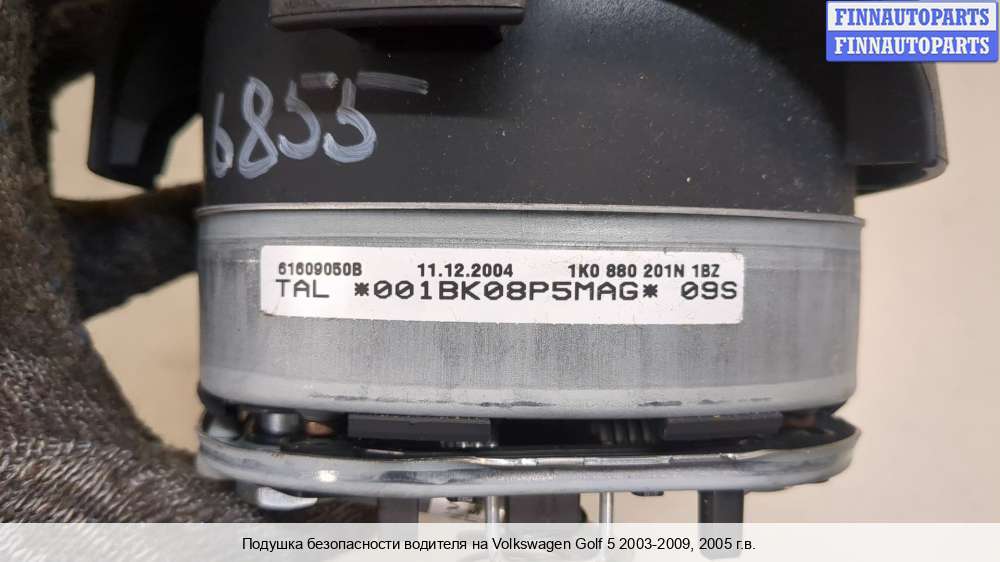 FINNAUTOPARTS
FINNAUTOPARTS
6855
61609050B 11.12.2004 1K0 880 201N 1BZ
TAL *001BK08P5MAG* 09S
Подушка безопасности водителя на Volkswagen Golf 5 2003-2009, 2005 г.в.